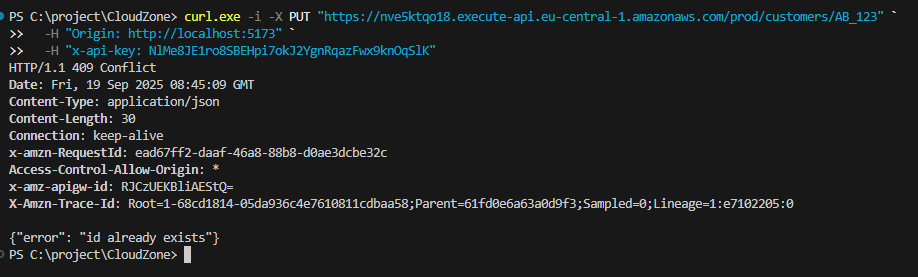 PS C:\project\CloudZone> curl.exe -i -X PUT "https://nve5ktqo18.execute-api.eu-central-1.amazonaws.com/prod/customers/AB_123" `
>>   -H "Origin: http://localhost:5173" `
>>   -H "x-api-key: NlMe8JE1ro8SBEHpi7okJ2YgnRqazFwx9knOqSlK"
HTTP/1.1 409 Conflict
Date: Fri, 19 Sep 2025 08:45:09 GMT
Content-Type: application/json
Content-Length: 30
Connection: keep-alive
x-amzn-RequestId: ead67ff2-daaf-46a8-88b8-d0ae3dcbe32c
Access-Control-Allow-Origin: *
x-amz-apigw-id: RJCzUEKBliAEStQ=
X-Amzn-Trace-Id: Root=1-68cd1814-05da936c4e7610811cdbaa58;Parent=61fd0e6a63a0d9f3;Sampled=0;Lineage=1:e7102205:0
{"error": "id already exists"}
PS C:\project\CloudZone>